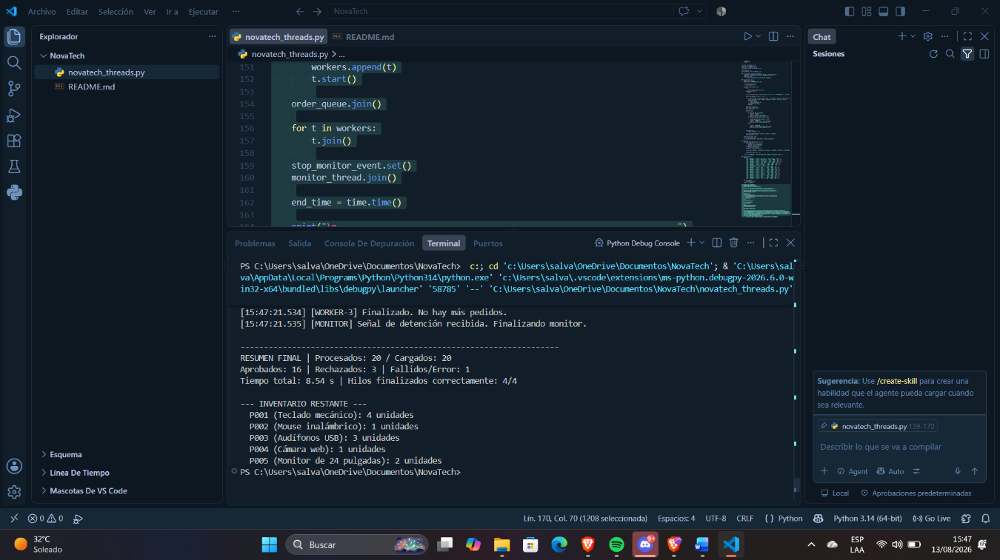 Archivo Editar Selección Ver Ir a Ejecutar ···
NovaTech
Explorador
NovaTech
novatech_threads.py
README.md
Esquema
Línea De Tiempo
Mascotas De VS Code
novatech_threads.py
README.md
novatech_threads.py > ...
151 workers.append(t)
152 t.start()
153
154 order_queue.join()
155
156 for t in workers:
157 t.join()
158
159 stop_monitor_event.set()
160 monitor_thread.join()
161
162 end_time = time.time()
163
Problemas Salida Consola De Depuración Terminal Puertos
Python Debug Console
PS C:\Users\salva\OneDrive\Documentos\NovaTech> c:; cd 'c:\Users\salva\OneDrive\Documentos\NovaTech'; & 'C:\Users\sal
va\AppData\Local\Programs\Python\Python314\python.exe' 'c:\Users\salva\.vscode\extensions\ms-python.debugpy-2026.6.0-w
in32-x64\bundled\libs\debugpy\launcher' '58785' '--' 'C:\Users\salva\OneDrive\Documentos\NovaTech\novatech_threads.py'
[15:47:21.534] [WORKER-3] Finalizado. No hay más pedidos.
[15:47:21.535] [MONITOR] Señal de detención recibida. Finalizando monitor.
----------------------------------------------------------------------
RESUMEN FINAL | Procesados: 20 / Cargados: 20
Aprobados: 16 | Rechazados: 3 | Fallidos/Error: 1
Tiempo total: 8.54 s | Hilos finalizados correctamente: 4/4
--- INVENTARIO RESTANTE ---
P001 (Teclado mecánico): 4 unidades
P002 (Mouse inalámbrico): 1 unidades
P003 (Audífonos USB): 3 unidades
P004 (Cámara web): 1 unidades
P005 (Monitor de 24 pulgadas): 2 unidades
PS C:\Users\salva\OneDrive\Documentos\NovaTech>
Chat
Sesiones
Sugerencia: Use /create-skill para crear una
habilidad que el agente pueda cargar cuando
sea relevante.
novatech_threads.py:139-170
Describir lo que se va a compilar
Agent Auto
Local Aprobaciones predeterminadas
0 0
Lín. 170, Col. 70 (1208 seleccionada) Espacios: 4 UTF-8 CRLF {} Python Python 3.14 (64-bit) Go Live
32°C
Soleado
Buscar
9+
ESP
LAA
15:47
13/08/2026